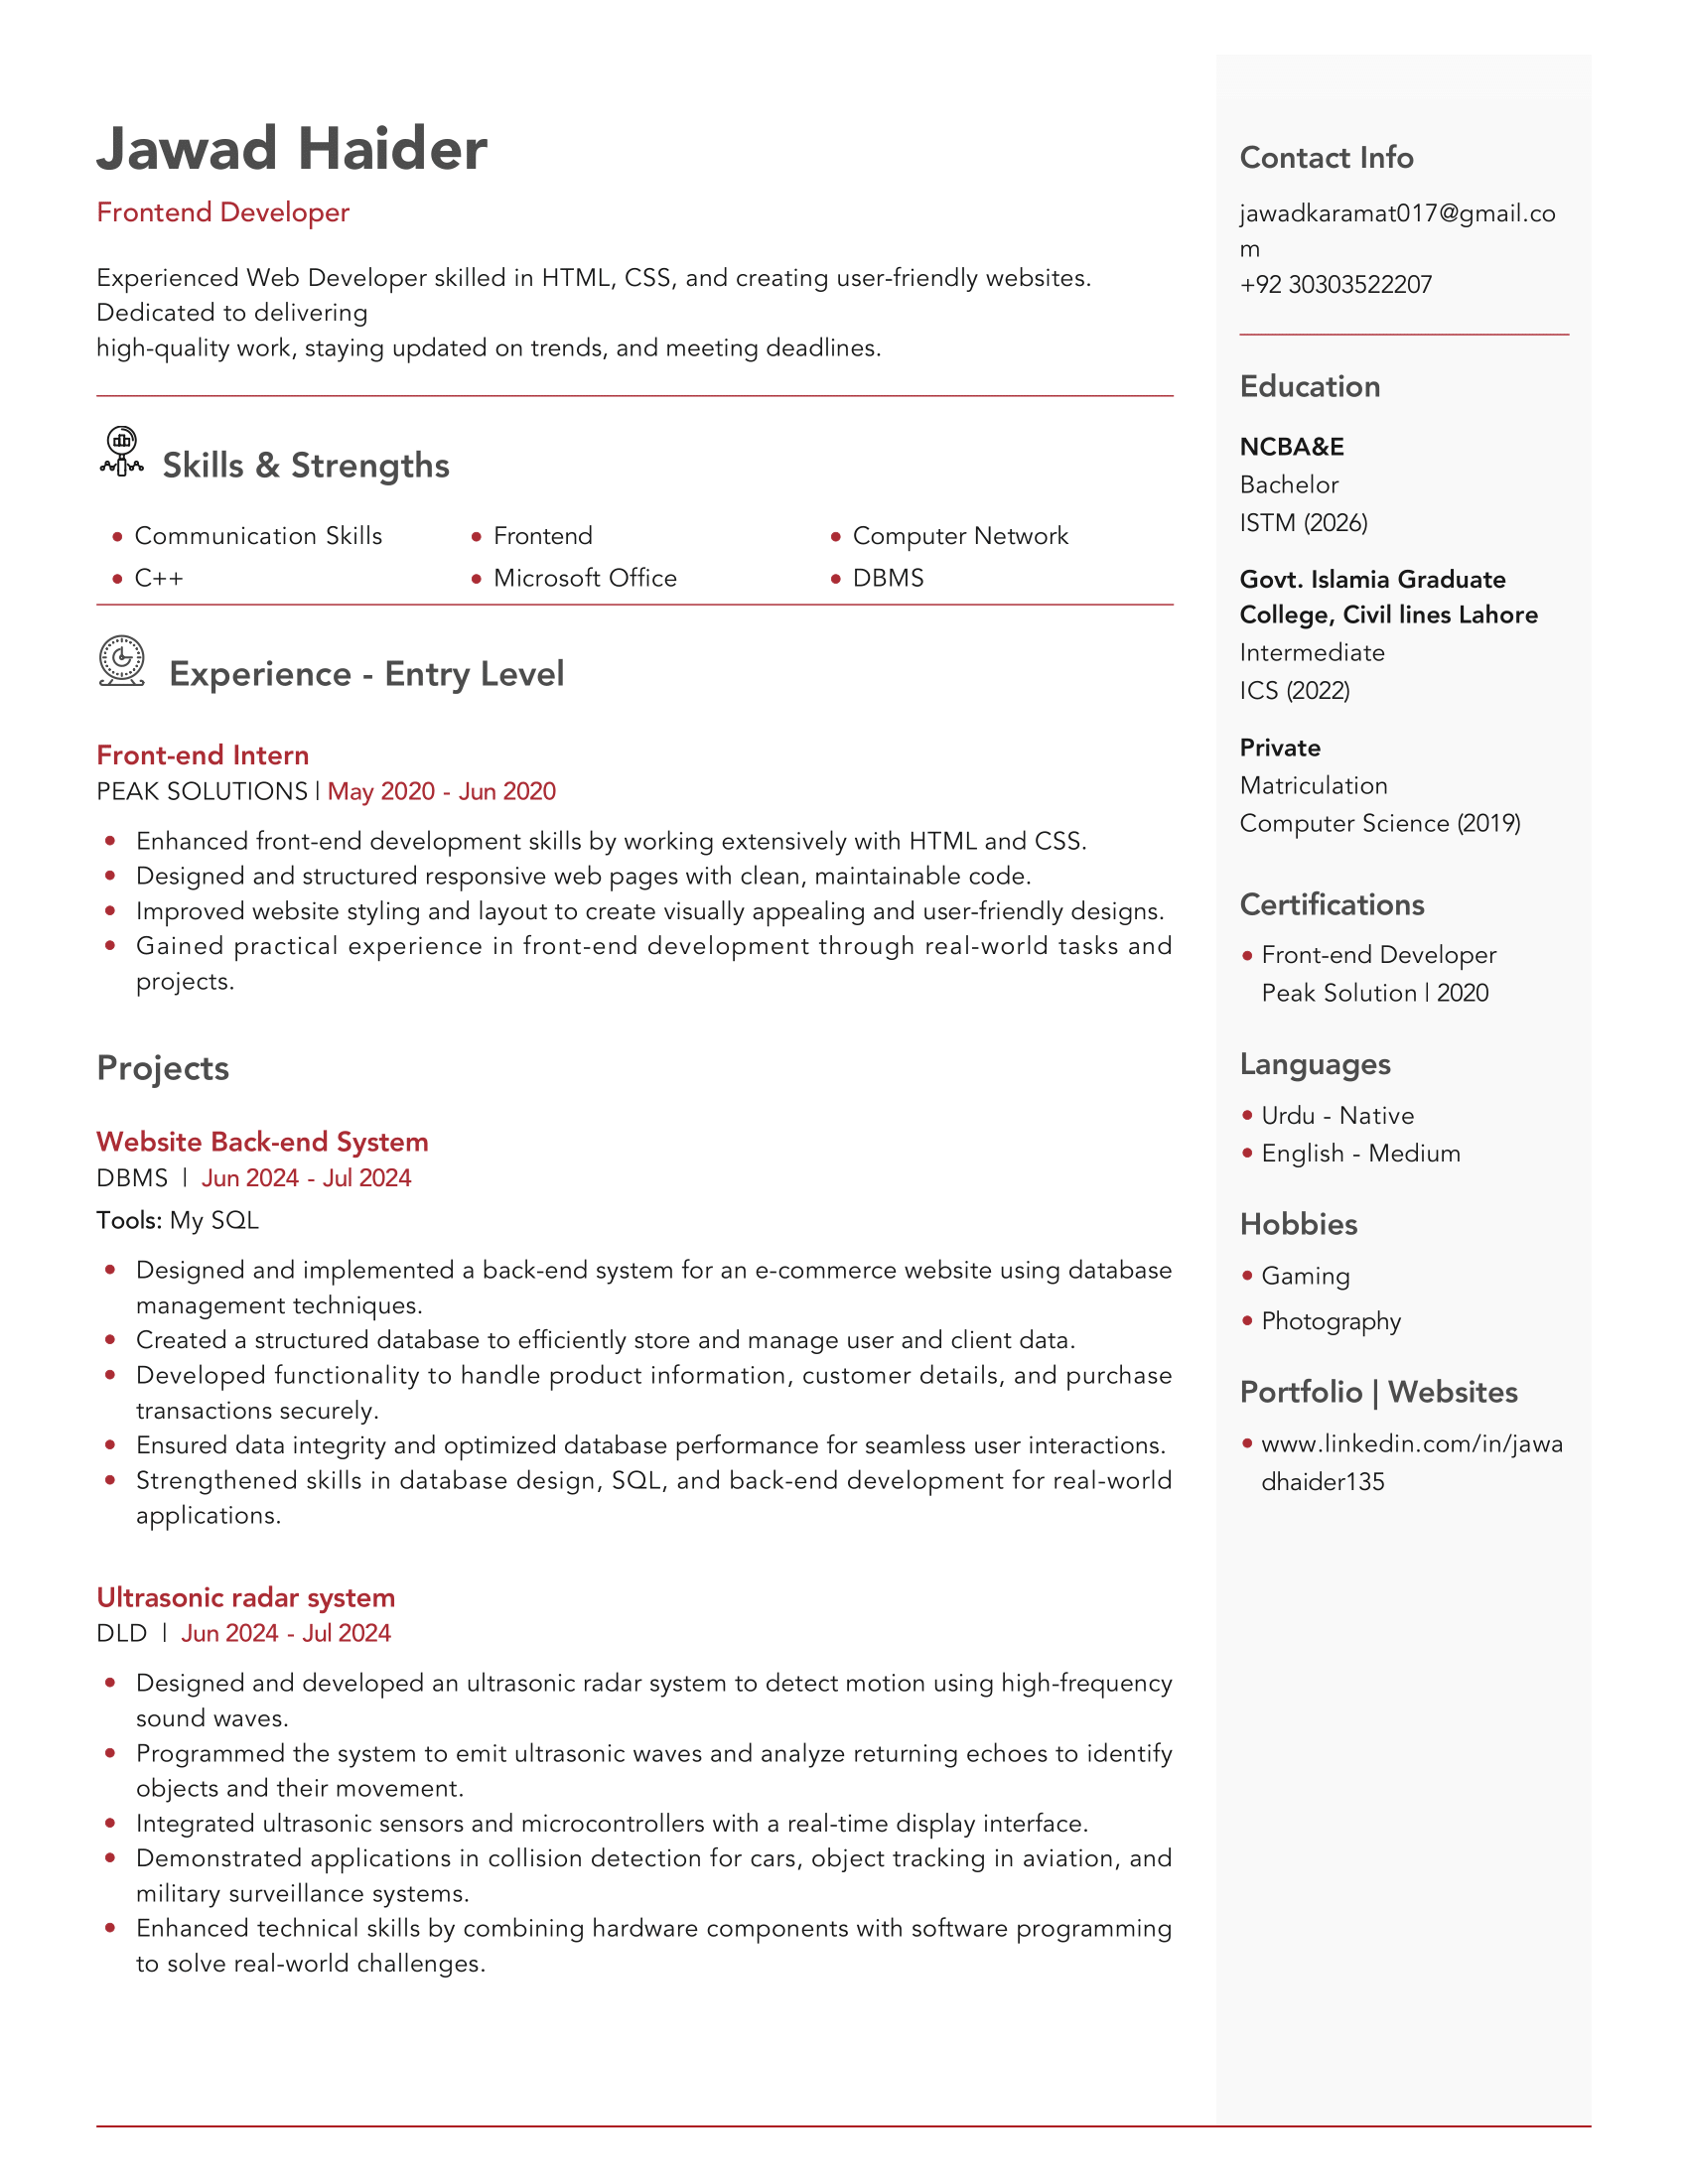 Jawad Haider
Frontend Developer
Experienced Web Developer skilled in HTML, CSS, and creating user-friendly websites.
Dedicated to delivering
high-quality work, staying updated on trends, and meeting deadlines.
Skills & Strengths
• Communication Skills
• Frontend
• Computer Network
• C++
• Microsoft Office
• DBMS
Experience - Entry Level
Front-end Intern
PEAK SOLUTIONS | May 2020 - Jun 2020
• Enhanced front-end development skills by working extensively with HTML and CSS.
• Designed and structured responsive web pages with clean, maintainable code.
• Improved website styling and layout to create visually appealing and user-friendly designs.
• Gained practical experience in front-end development through real-world tasks and
projects.
Projects
Website Back-end System
DBMS | Jun 2024 - Jul 2024
Tools: My SQL
• Designed and implemented a back-end system for an e-commerce website using database
management techniques.
• Created a structured database to efficiently store and manage user and client data.
• Developed functionality to handle product information, customer details, and purchase
transactions securely.
• Ensured data integrity and optimized database performance for seamless user interactions.
• Strengthened skills in database design, SQL, and back-end development for real-world
applications.
Ultrasonic radar system
DLD | Jun 2024 - Jul 2024
• Designed and developed an ultrasonic radar system to detect motion using high-frequency
sound waves.
• Programmed the system to emit ultrasonic waves and analyze returning echoes to identify
objects and their movement.
• Integrated ultrasonic sensors and microcontrollers with a real-time display interface.
• Demonstrated applications in collision detection for cars, object tracking in aviation, and
military surveillance systems.
• Enhanced technical skills by combining hardware components with software programming
to solve real-world challenges.
Contact Info
jawadkaramat017@gmail.co
m
+92 30303522207
Education
NCBA&E
Bachelor
ISTM (2026)
Govt. Islamia Graduate
College, Civil lines Lahore
Intermediate
ICS (2022)
Private
Matriculation
Computer Science (2019)
Certifications
• Front-end Developer
Peak Solution | 2020
Languages
• Urdu - Native
• English - Medium
Hobbies
• Gaming
• Photography
Portfolio | Websites
• www.linkedin.com/in/jawa
dhaider135